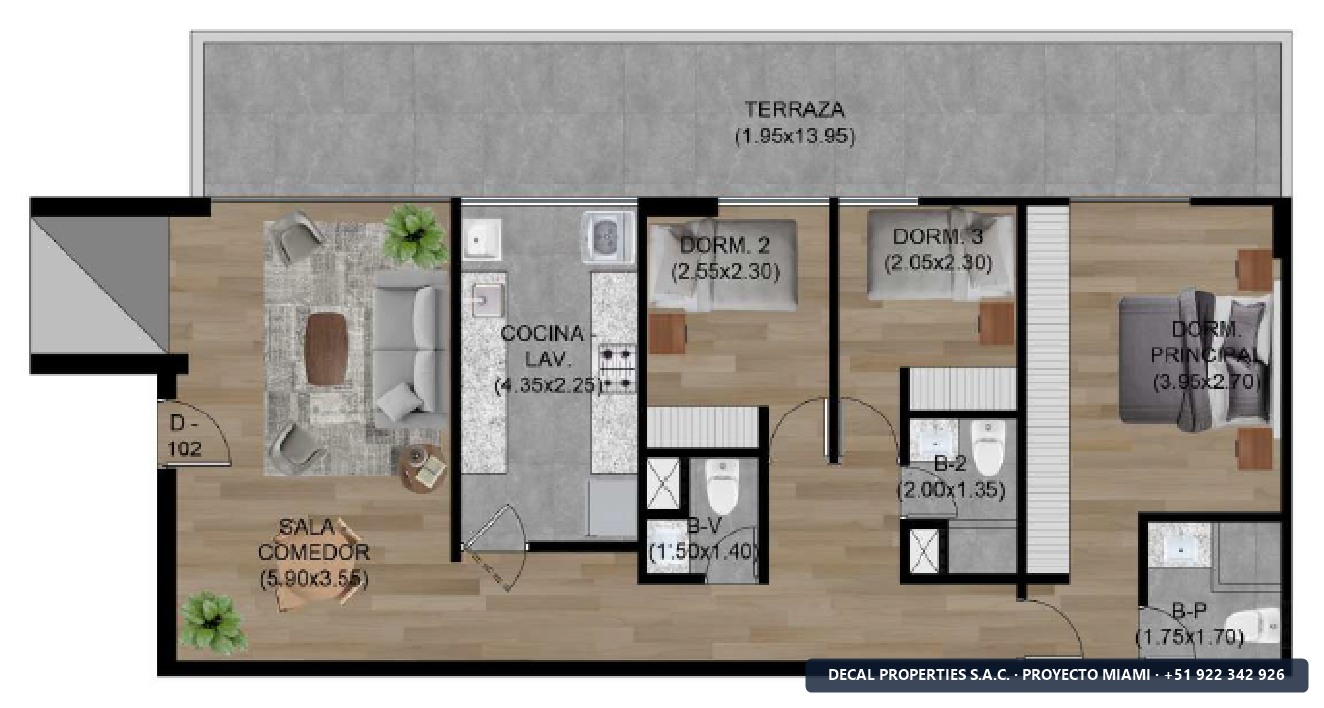 TERRAZA
(1.95x13.95)
DORM. 2
(2.55x2.30)
DORM. 3
(2.05x2.30)
COCINA -
LAV.
(4.35x2.25)
DORM.
PRINCIPAL
(3.95x2.70)
D -
102
B-2
(2.00x1.35)
SALA -
COMEDOR
(5.90x3.55)
B-V
(1.50x1.40)
B-P
(1.75x1.70)
DECAL PROPERTIES S.A.C. · PROYECTO MIAMI · +51 922 342 926